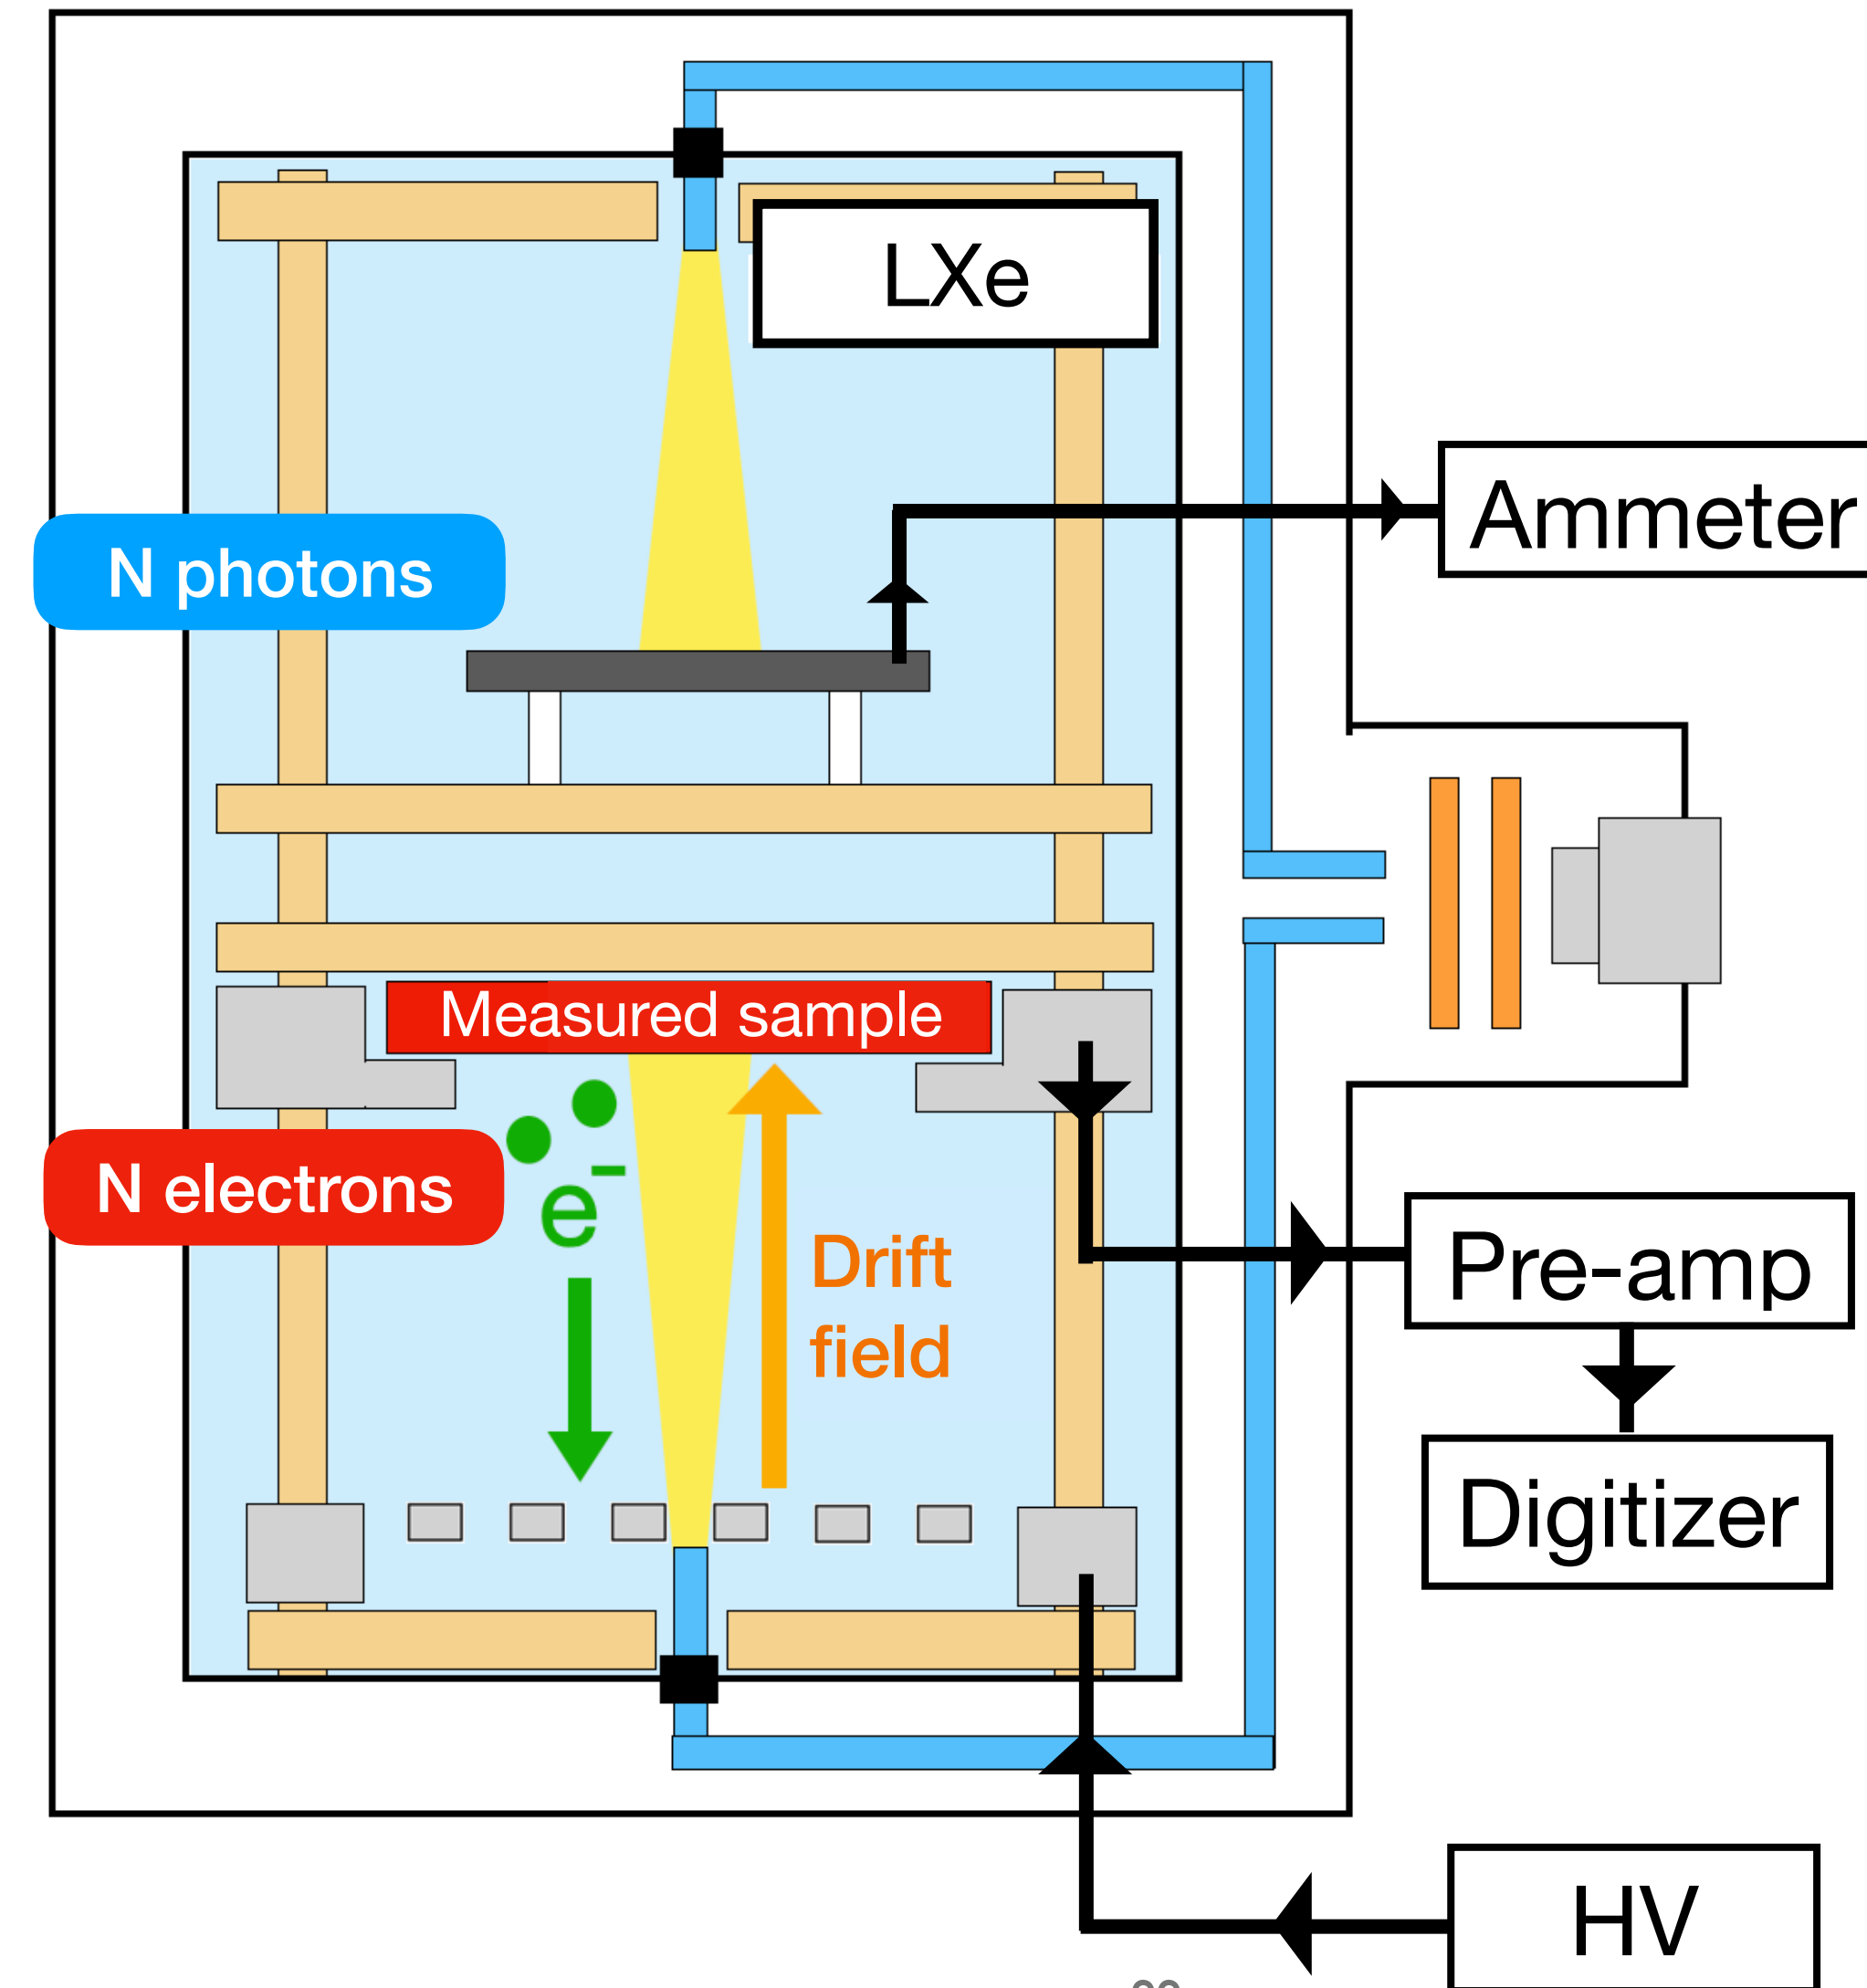 LXe
Ammeter
N photons
Measured sample
N electrons
e-
Drift
field
Pre-amp
Digitizer
HV